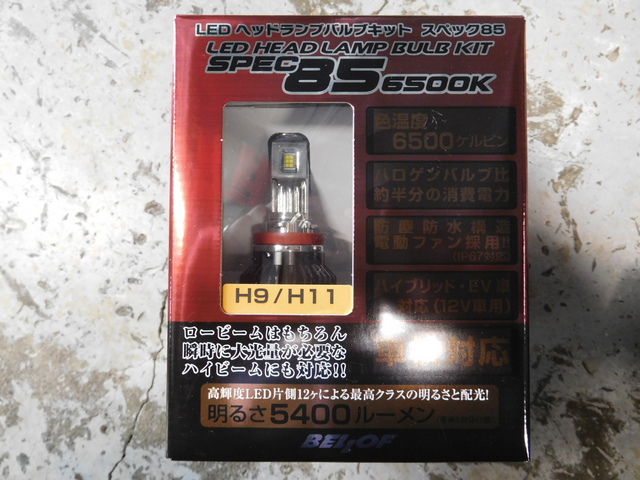 LED ヘッドランプバルブキット スペック85
LED HEAD LAMP BULB KIT
SPEC 85 6500K
色温度
6500ケルビン
ハロゲンバルブ比
約半分の消費電力
防塵防水構造
電動ファン採用!!
ハイブリッド・EV車
対応(12V車用)
H9/H11
対応
ロービームはもちろん
瞬時に大光量が必要な
ハイビームにも対応!!
高輝度LED片側12ヶによる最高クラスの明るさと配光!
明るさ5400ルーメン
BELLOF